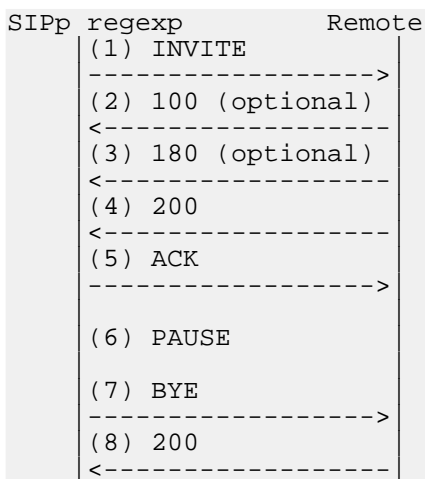 SIPp regexp Remote
|(1) INVITE |
|------------------>|
|(2) 100 (optional) |
|<------------------|
|(3) 180 (optional) |
|<------------------|
|(4) 200 |
|<------------------|
|(5) ACK |
|------------------>|
| |
|(6) PAUSE |
| |
|(7) BYE |
|------------------>|
|(8) 200 |
|<------------------|